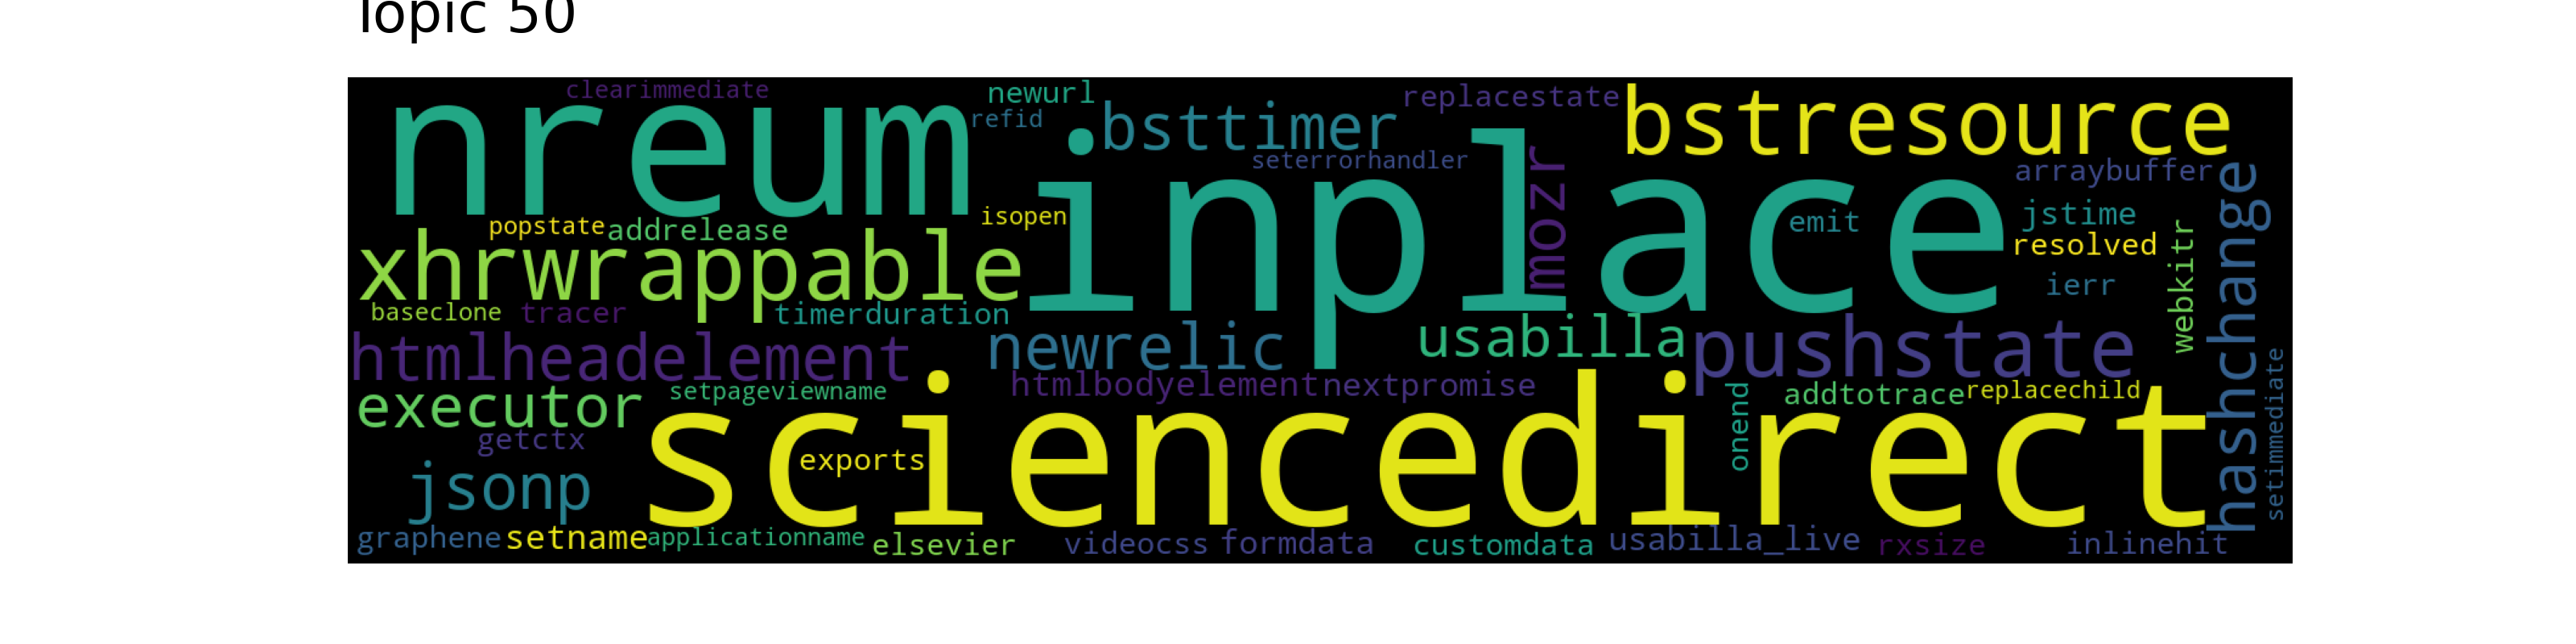 Topic 50
clearimmediate
newurl
replacestate
bstresource
nreum
refid
bsttimer
seterrorhandler
arraybuffer
inplace
mozr
emit
jstime
isopen
popstate
addrelease
resolved
xhrwrappable
ierr
webkitr
hashchange
baseclone
tracer
timerduration
newrelic
usabilla
pushstate
htmlheadelement
setimmediate
htmlbodyelement
nextpromise
setpageviewname
addtotrace
replacechild
executor
onend
getctx
sciencedirect
exports
jsonp
graphene
setname
applicationname
elsevier
videocss
formdata
customdata
usabilla_live
rxsize
inlinehit